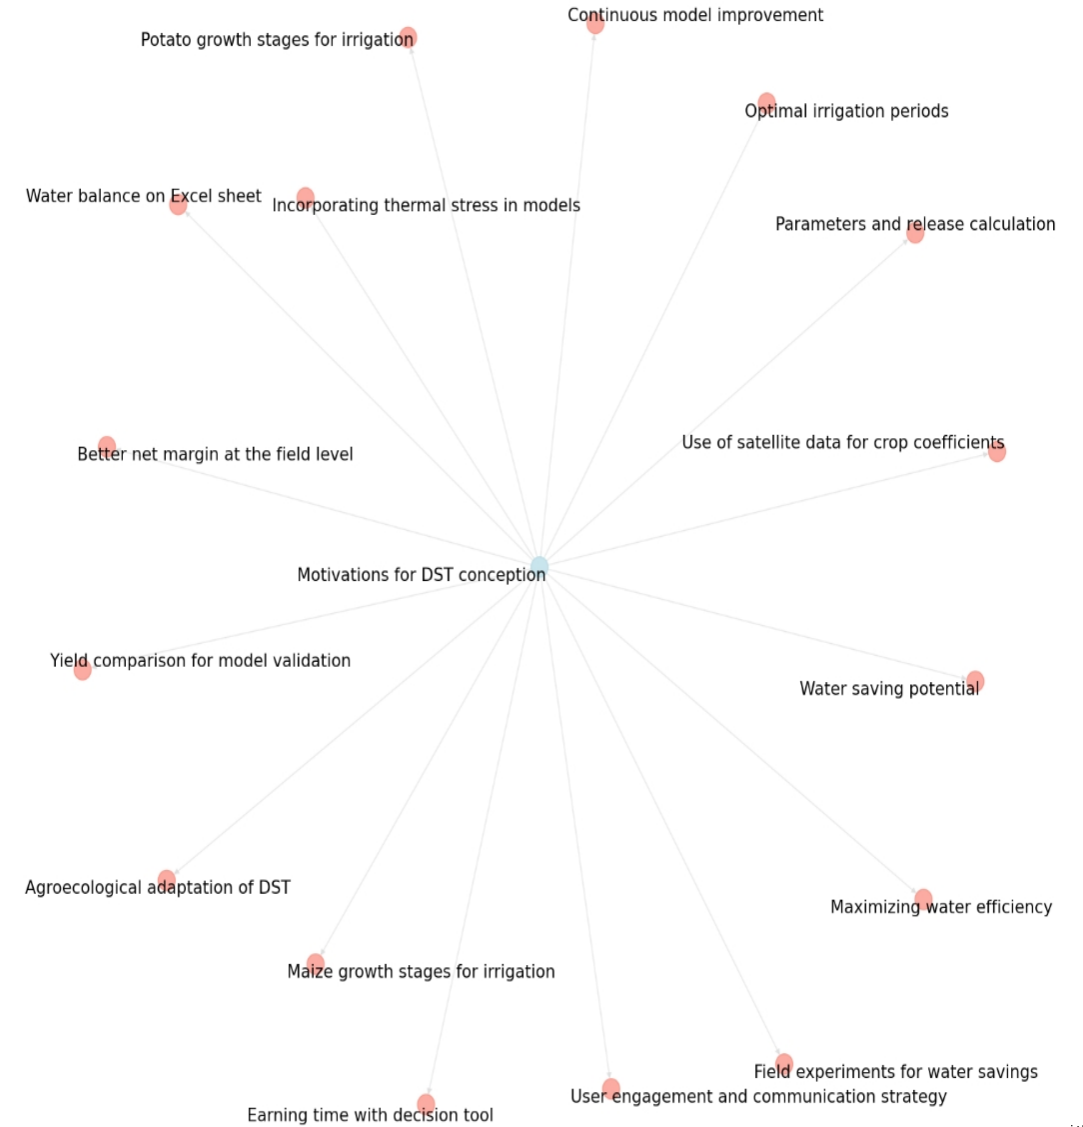 Continuous model improvement
Potato growth stages for irrigation
Optimal irrigation periods
Water balance on Excel sheet
Incorporating thermal stress in models
Parameters and release calculation
Use of satellite data for crop coefficients
Better net margin at the field level
Motivations for DST conception
Yield comparison for model validation
Water saving potential
Agroecological adaptation of DST
Maximizing water efficiency
Maize growth stages for irrigation
Field experiments for water savings
User engagement and communication strategy
Earning time with decision tool